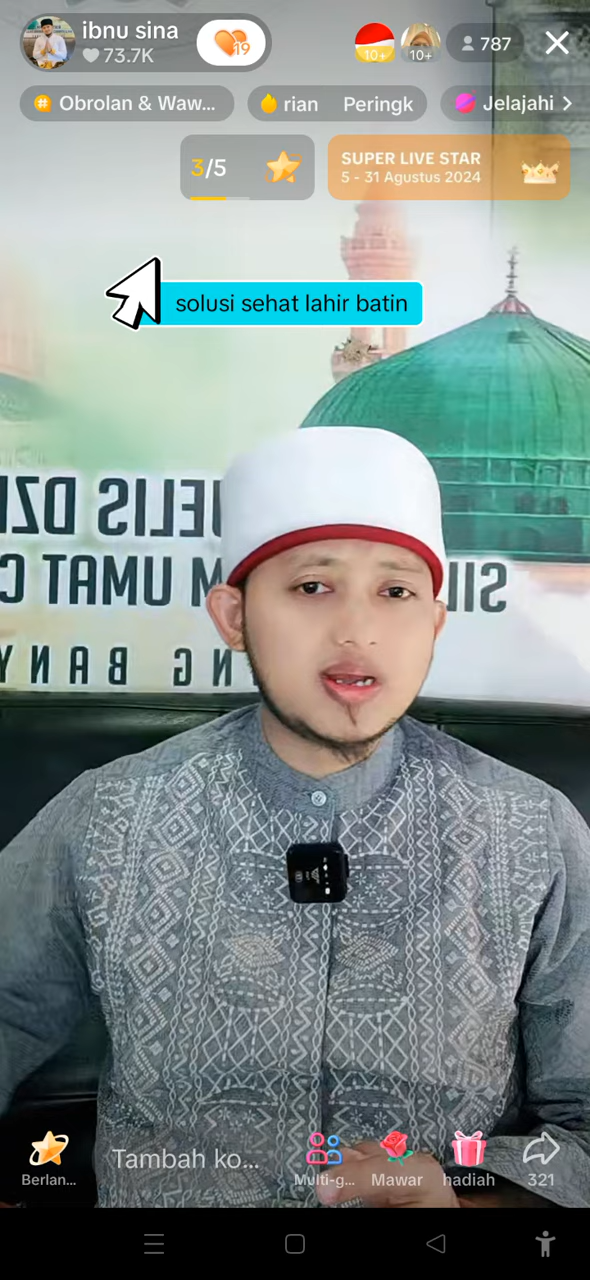 ibnu sina
73.7K
19
10+
10+
787
Obrolan & Waw...
rian Peringk
Jelajahi
3/5
SUPER LIVE STAR
5 - 31 Agustus 2024
solusi sehat lahir batin
UMAT
Berlan...
Tambah ko...
Multi-g...
Mawar
hadiah
321